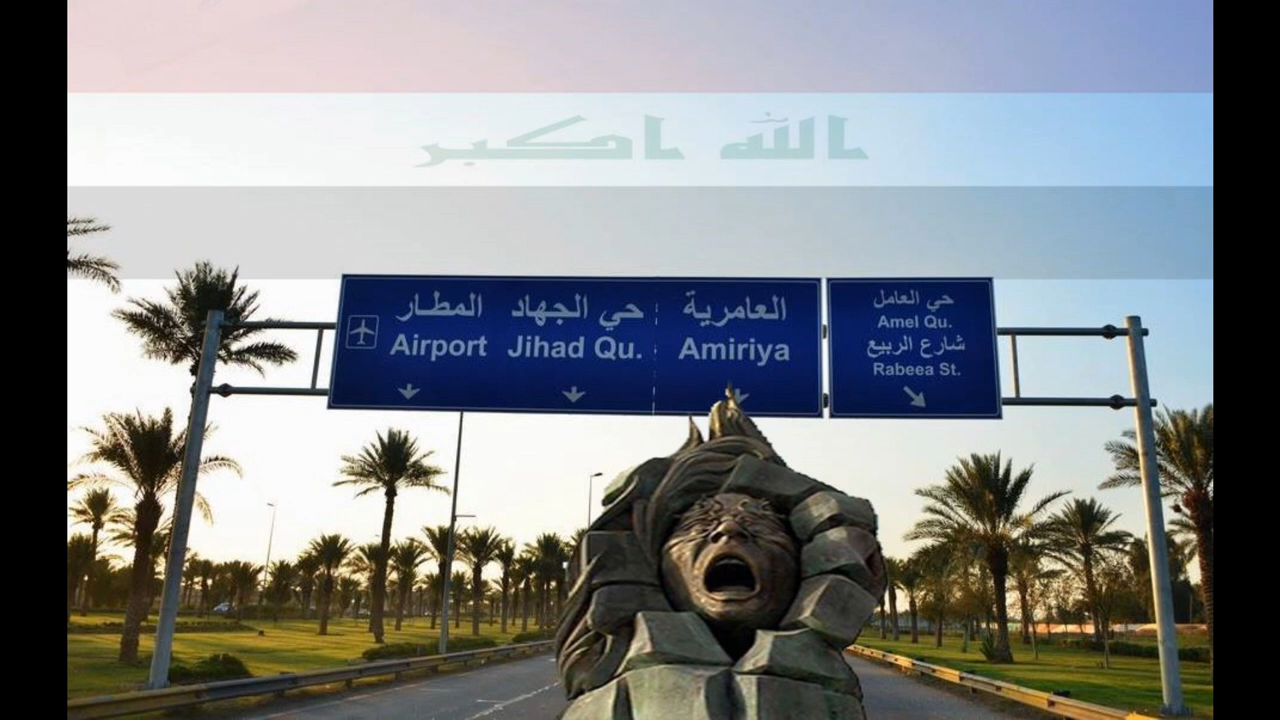 الله اكبر
المطار
Airport
حي الجهاد
Jihad Qu.
العامرية
Amiriya
حي العامل
Amel Qu.
شارع الربيع
Rabeea St.